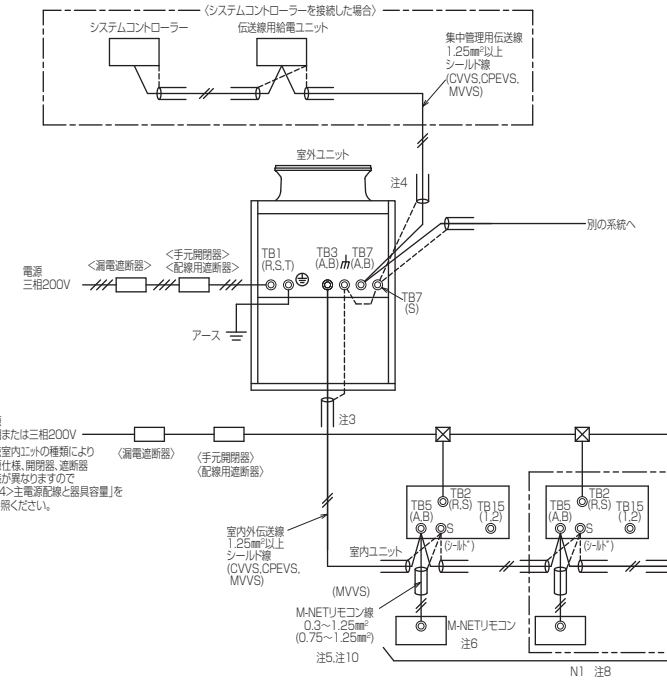 〈システムコントローラーを接続した場合〉
システムコントローラー
伝送線用給電ユニット
集中管理用伝送線
1.25mm²以上
シールド線
(CVVS,CPEVS,
MVVS)
室外ユニット
注4
別の系統へ
電源
三相200V
<漏電遮断器>
<手元開閉器>
<配線用遮断器>
TB1
(R,S,T)
TB3
(A,B)
TB7
(A,B)
TB7
(S)
アース
注3
または三相200V
室内ユニットの種類により
仕様、開閉器、遮断器
が異なりますので
4>主電源配線と器具容量」を
照ください。
〈漏電遮断器〉
〈手元開閉器〉
〈配線用遮断器〉
TB5
(A,B)
TB2
(R,S)
TB15
(1,2)
S
(シールド)
TB5
(A,B)
TB2
(R,S)
TB15
(1,2)
S
(シールド)
室内外伝送線
1.25mm²以上
シールド線
(CVVS,CPEVS,
MVVS)
室内ユニット
(MVVS)
M-NETリモコン線
0.3~1.25mm²
(0.75~1.25mm²)
注5,注10
M-NETリモコン
注6
N1 注8